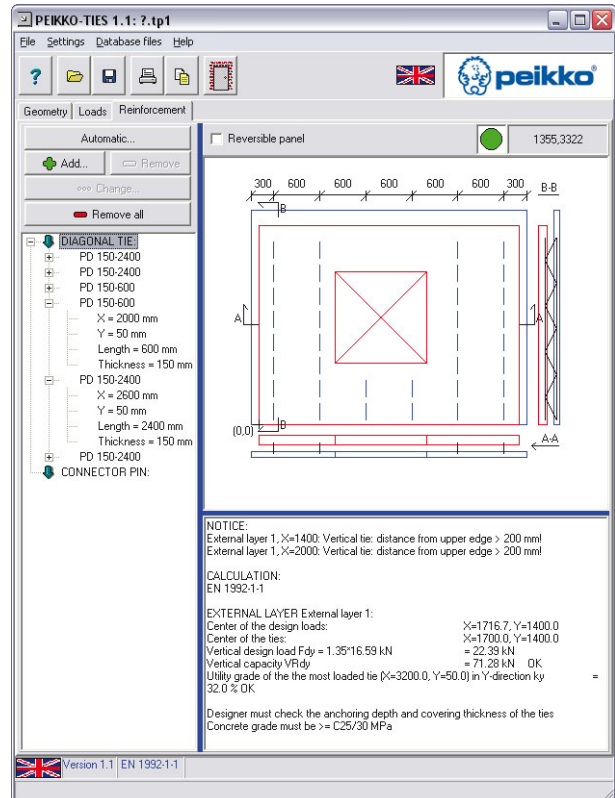 PEIKKO-TIES 1.1: ?.tp1
File Settings Database files Help
? peikko
Geometry Loads Reinforcement
Automatic...
Add... Remove
Change...
Remove all
DIAGONAL TIE:
PD 150-2400
PD 150-2400
PD 150-600
PD 150-600
X = 2000 mm
Y = 50 mm
Length = 600 mm
Thickness = 150 mm
PD 150-2400
X = 2600 mm
Y = 50 mm
Length = 2400 mm
Thickness = 150 mm
PD 150-2400
CONNECTOR PIN:
Reversible panel 1355,3322
300 600 600 600 600 600 300 B-B
B
A A
(0,0) B
A-A
NOTICE:
External layer 1, X=1400: Vertical tie: distance from upper edge > 200 mm!
External layer 1, X=2000: Vertical tie: distance from upper edge > 200 mm!
CALCULATION:
EN 1992-1-1
EXTERNAL LAYER External layer 1:
Center of the design loads: X=1716.7, Y=1400.0
Center of the ties: X=1700.0, Y=1400.0
Vertical design load Fdy = 1.35*16.59 kN = 22.39 kN
Vertical capacity VRdy = 71.28 kN OK
Utility grade of the the most loaded tie (X=3200.0, Y=50.0) in Y-direction ky =
32.0 % OK
Designer must check the anchoring depth and covering thickness of the ties
Concrete grade must be >= C25/30 MPa
Version 1.1 EN 1992-1-1